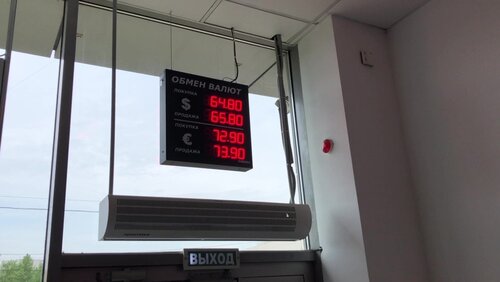 ОБМЕН ВАЛЮТ
ПОКУПКА
$ 64.80
ПРОДАЖА 65.80
ПОКУПКА
€ 72.90
ПРОДАЖА 73.90
ВЫХОД